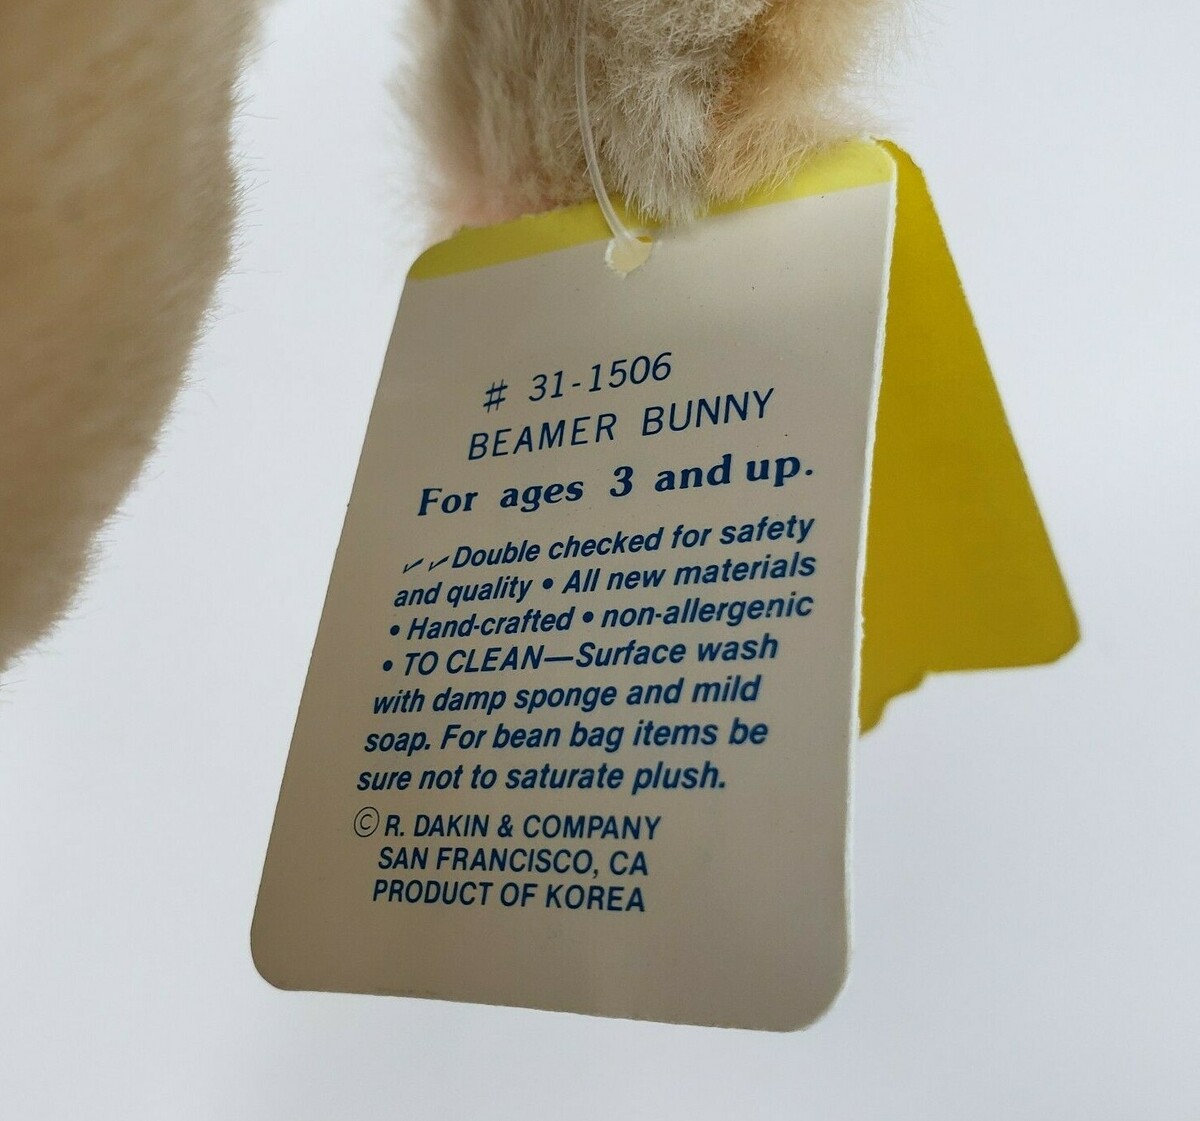 # 31-1506
BEAMER BUNNY
For ages 3 and up.
✓✓Double checked for safety
and quality • All new materials
• Hand-crafted • non-allergenic
• TO CLEAN—Surface wash
with damp sponge and mild
soap. For bean bag items be
sure not to saturate plush.
© R. DAKIN & COMPANY
SAN FRANCISCO, CA
PRODUCT OF KOREA